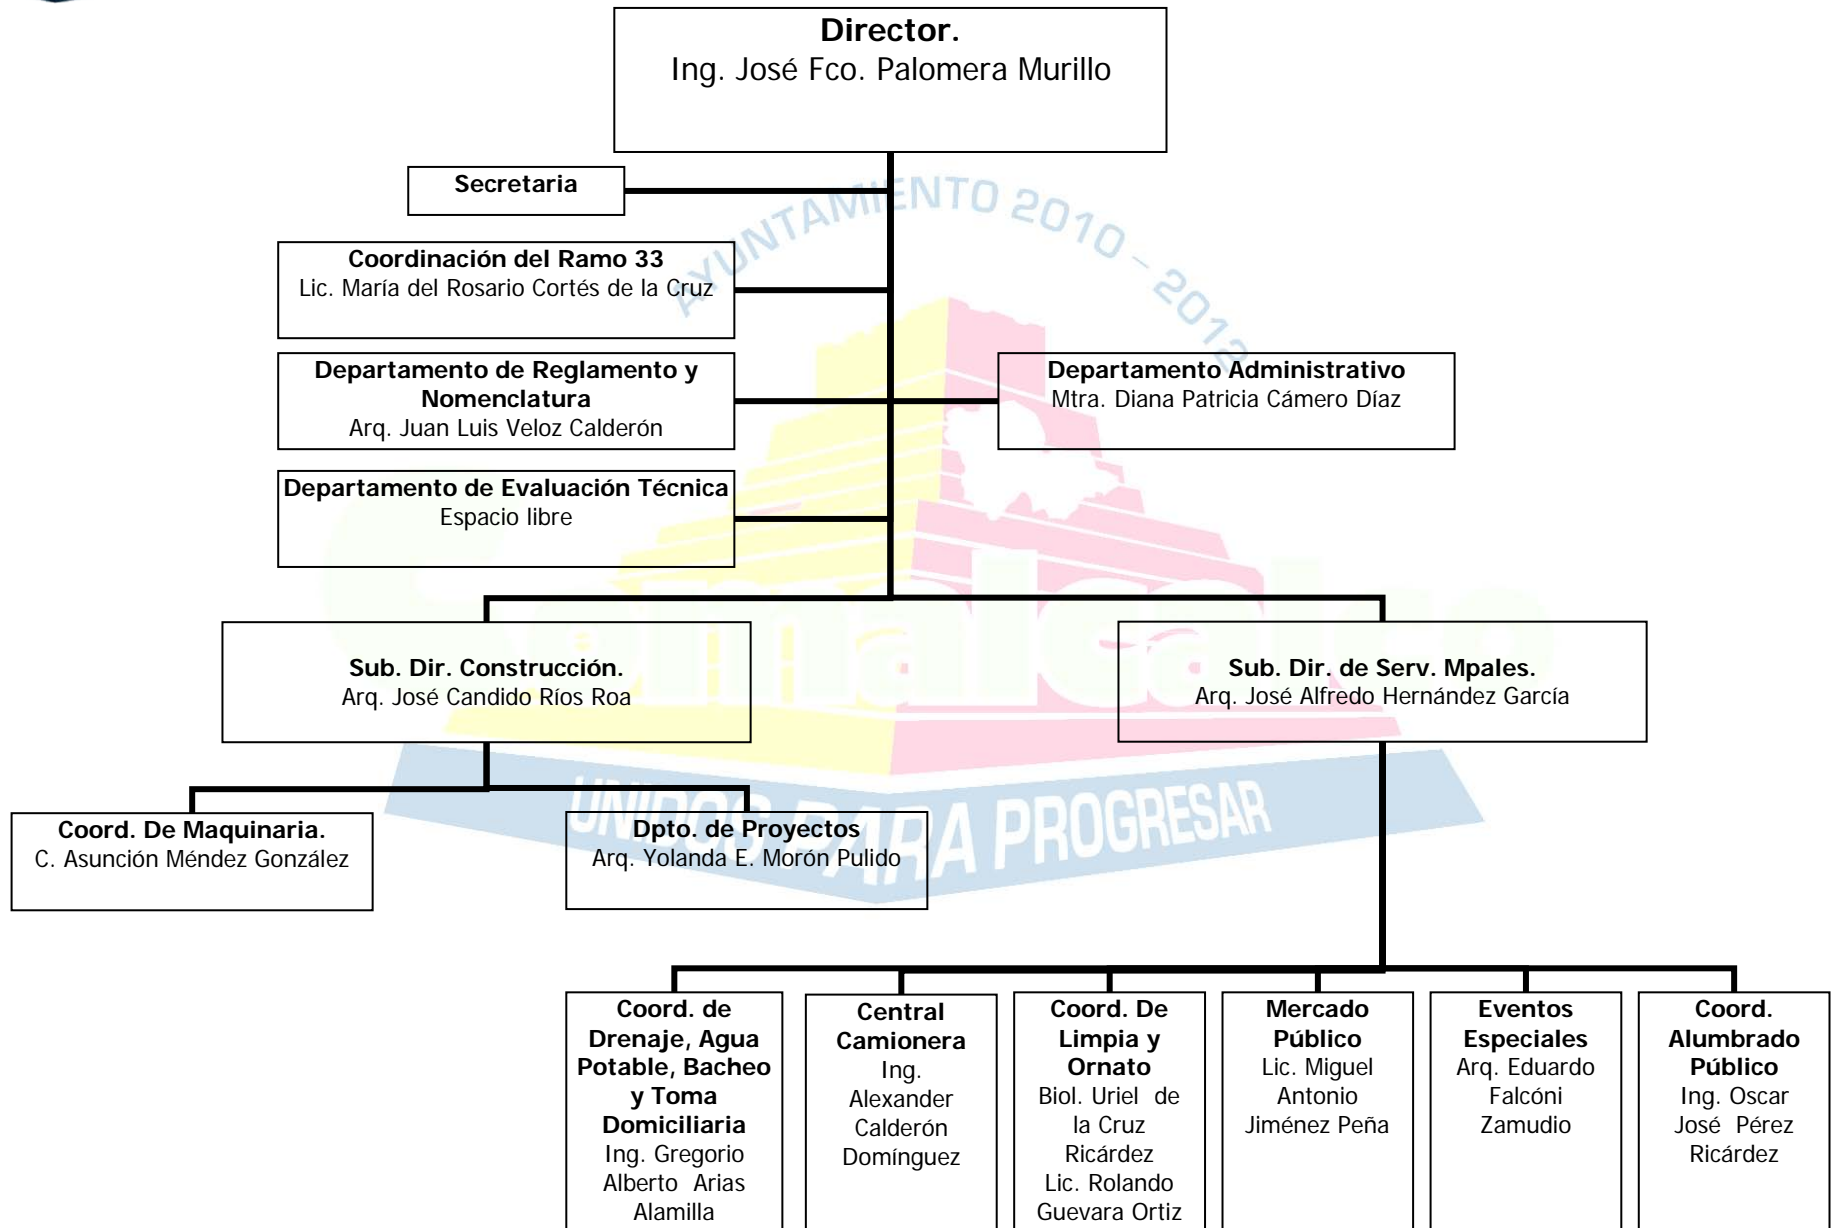 Director.
Ing. José Fco. Palomera Murillo
Secretaria
AYUNTAMIENTO 2010 - 2012
Coordinación del Ramo 33
Lic. María del Rosario Cortés de la Cruz
Departamento de Reglamento y
Nomenclatura
Arq. Juan Luis Veloz Calderón
Departamento Administrativo
Mtra. Diana Patricia Cámero Díaz
Departamento de Evaluación Técnica
Espacio libre
Comalcalco
Sub. Dir. Construcción.
Arq. José Candido Ríos Roa
Sub. Dir. de Serv. Mpales.
Arq. José Alfredo Hernández García
UNIDOS PARA PROGRESAR
Coord. De Maquinaria.
C. Asunción Méndez González
Dpto. de Proyectos
Arq. Yolanda E. Morón Pulido
Coord. de
Drenaje, Agua
Potable, Bacheo
y Toma
Domiciliaria
Ing. Gregorio
Alberto Arias
Alamilla
Central
Camionera
Ing.
Alexander
Calderón
Domínguez
Coord. De
Limpia y
Ornato
Biol. Uriel de
la Cruz
Ricárdez
Lic. Rolando
Guevara Ortiz
Mercado
Público
Lic. Miguel
Antonio
Jiménez Peña
Eventos
Especiales
Arq. Eduardo
Falcóni
Zamudio
Coord.
Alumbrado
Público
Ing. Oscar
José Pérez
Ricárdez